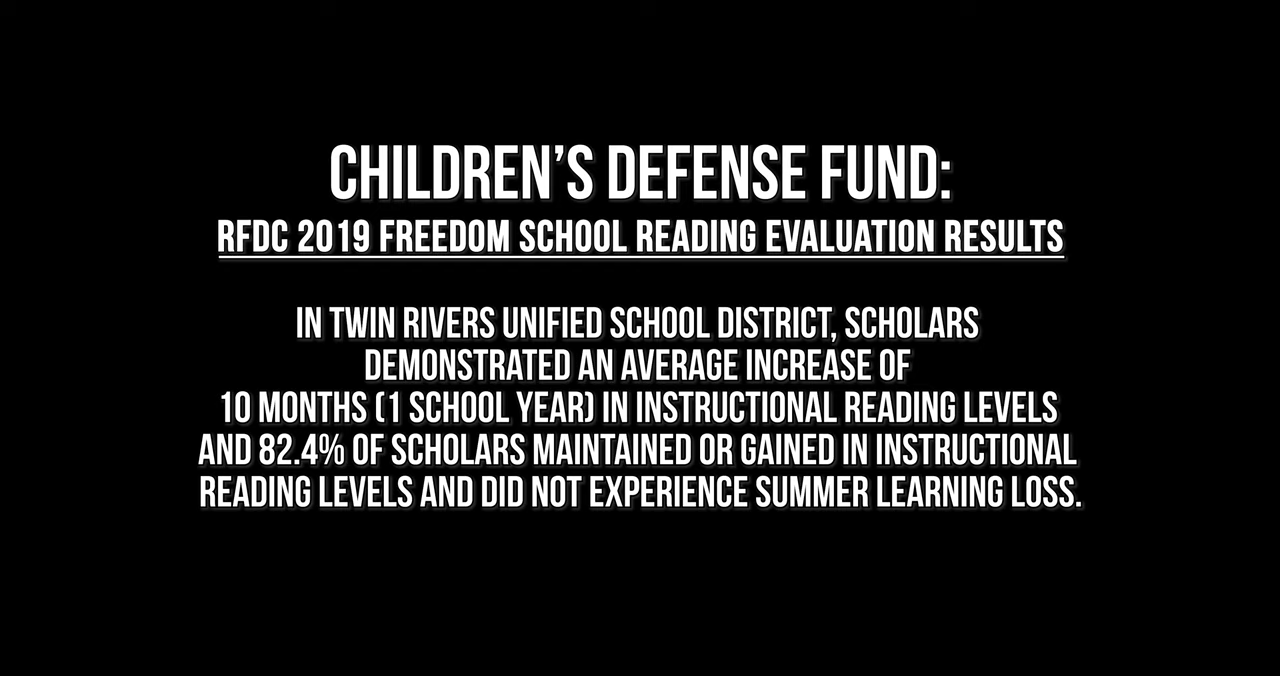 CHILDREN'S DEFENSE FUND:
RFDC 2019 FREEDOM SCHOOL READING EVALUATION RESULTS
IN TWIN RIVERS UNIFIED SCHOOL DISTRICT, SCHOLARS
DEMONSTRATED AN AVERAGE INCREASE OF
10 MONTHS (1 SCHOOL YEAR) IN INSTRUCTIONAL READING LEVELS
AND 82.4% OF SCHOLARS MAINTAINED OR GAINED IN INSTRUCTIONAL
READING LEVELS AND DID NOT EXPERIENCE SUMMER LEARNING LOSS.